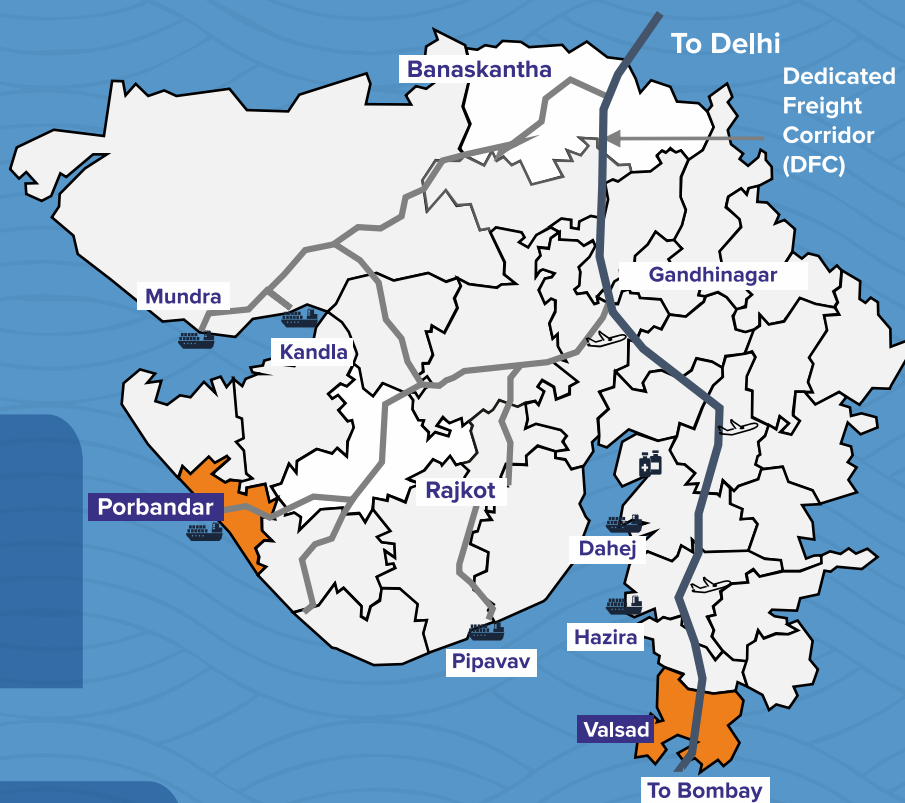 To Delhi
Banaskantha
Dedicated
Freight
Corridor
(DFC)
Gandhinagar
Mundra
Kandla
Rajkot
Porbandar
Dahej
Hazira
Pipavav
Valsad
To Bombay